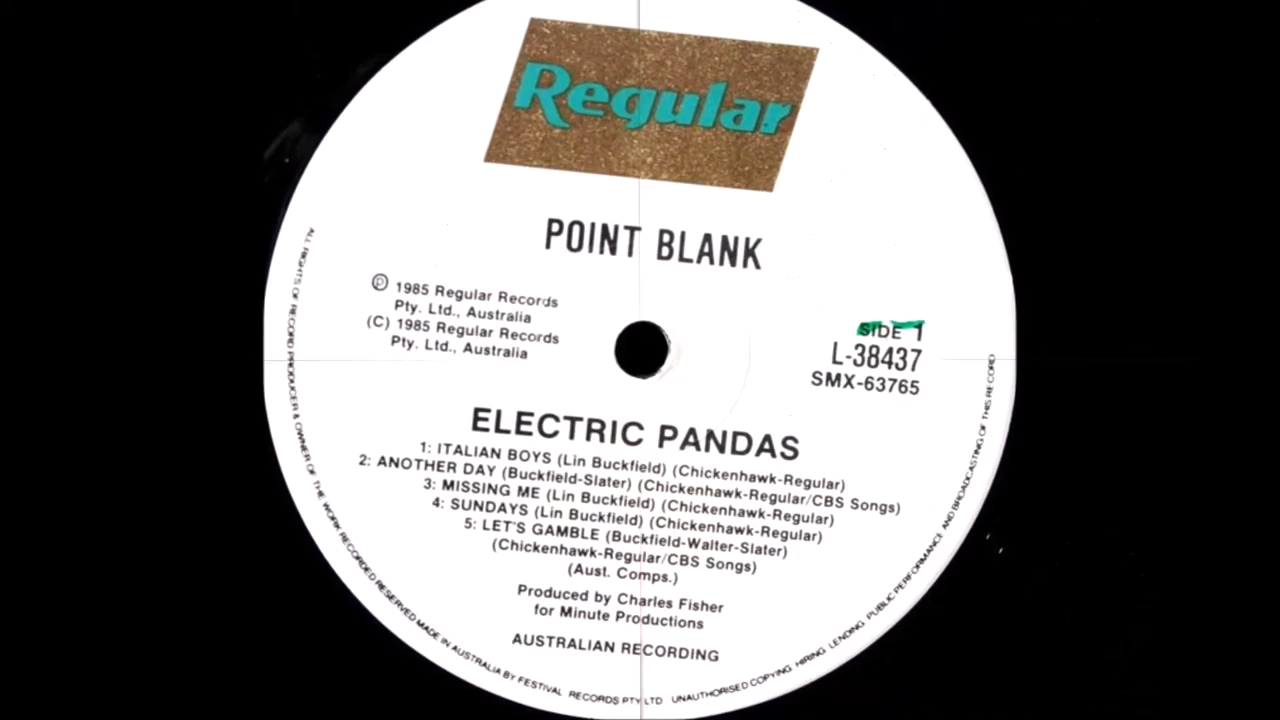 Regular
POINT BLANK
℗ 1985 Regular Records
Pty. Ltd., Australia
(C) 1985 Regular Records
Pty. Ltd., Australia
SIDE 1
L-38437
SMX-63765
ELECTRIC PANDAS
1: ITALIAN BOYS (Lin Buckfield) (Chickenhawk-Regular)
2: ANOTHER DAY (Buckfield-Slater) (Chickenhawk-Regular/CBS Songs)
3: MISSING ME (Lin Buckfield) (Chickenhawk-Regular)
4: SUNDAYS (Lin Buckfield) (Chickenhawk-Regular)
5: LET'S GAMBLE (Buckfield-Walter-Slater)
(Chickenhawk-Regular/CBS Songs)
(Aust. Comps.)
Produced by Charles Fisher
for Minute Productions
AUSTRALIAN RECORDING
ALL RIGHTS OF RECORD PRODUCER & OWNER OF THE WORK RECORDED RESERVED MADE IN AUSTRALIA BY FESTIVAL RECORDS PTY LTD UNAUTHORISED COPYING HIRING LENDING PUBLIC PERFORMANCE AND BROADCASTING OF THIS RECORD